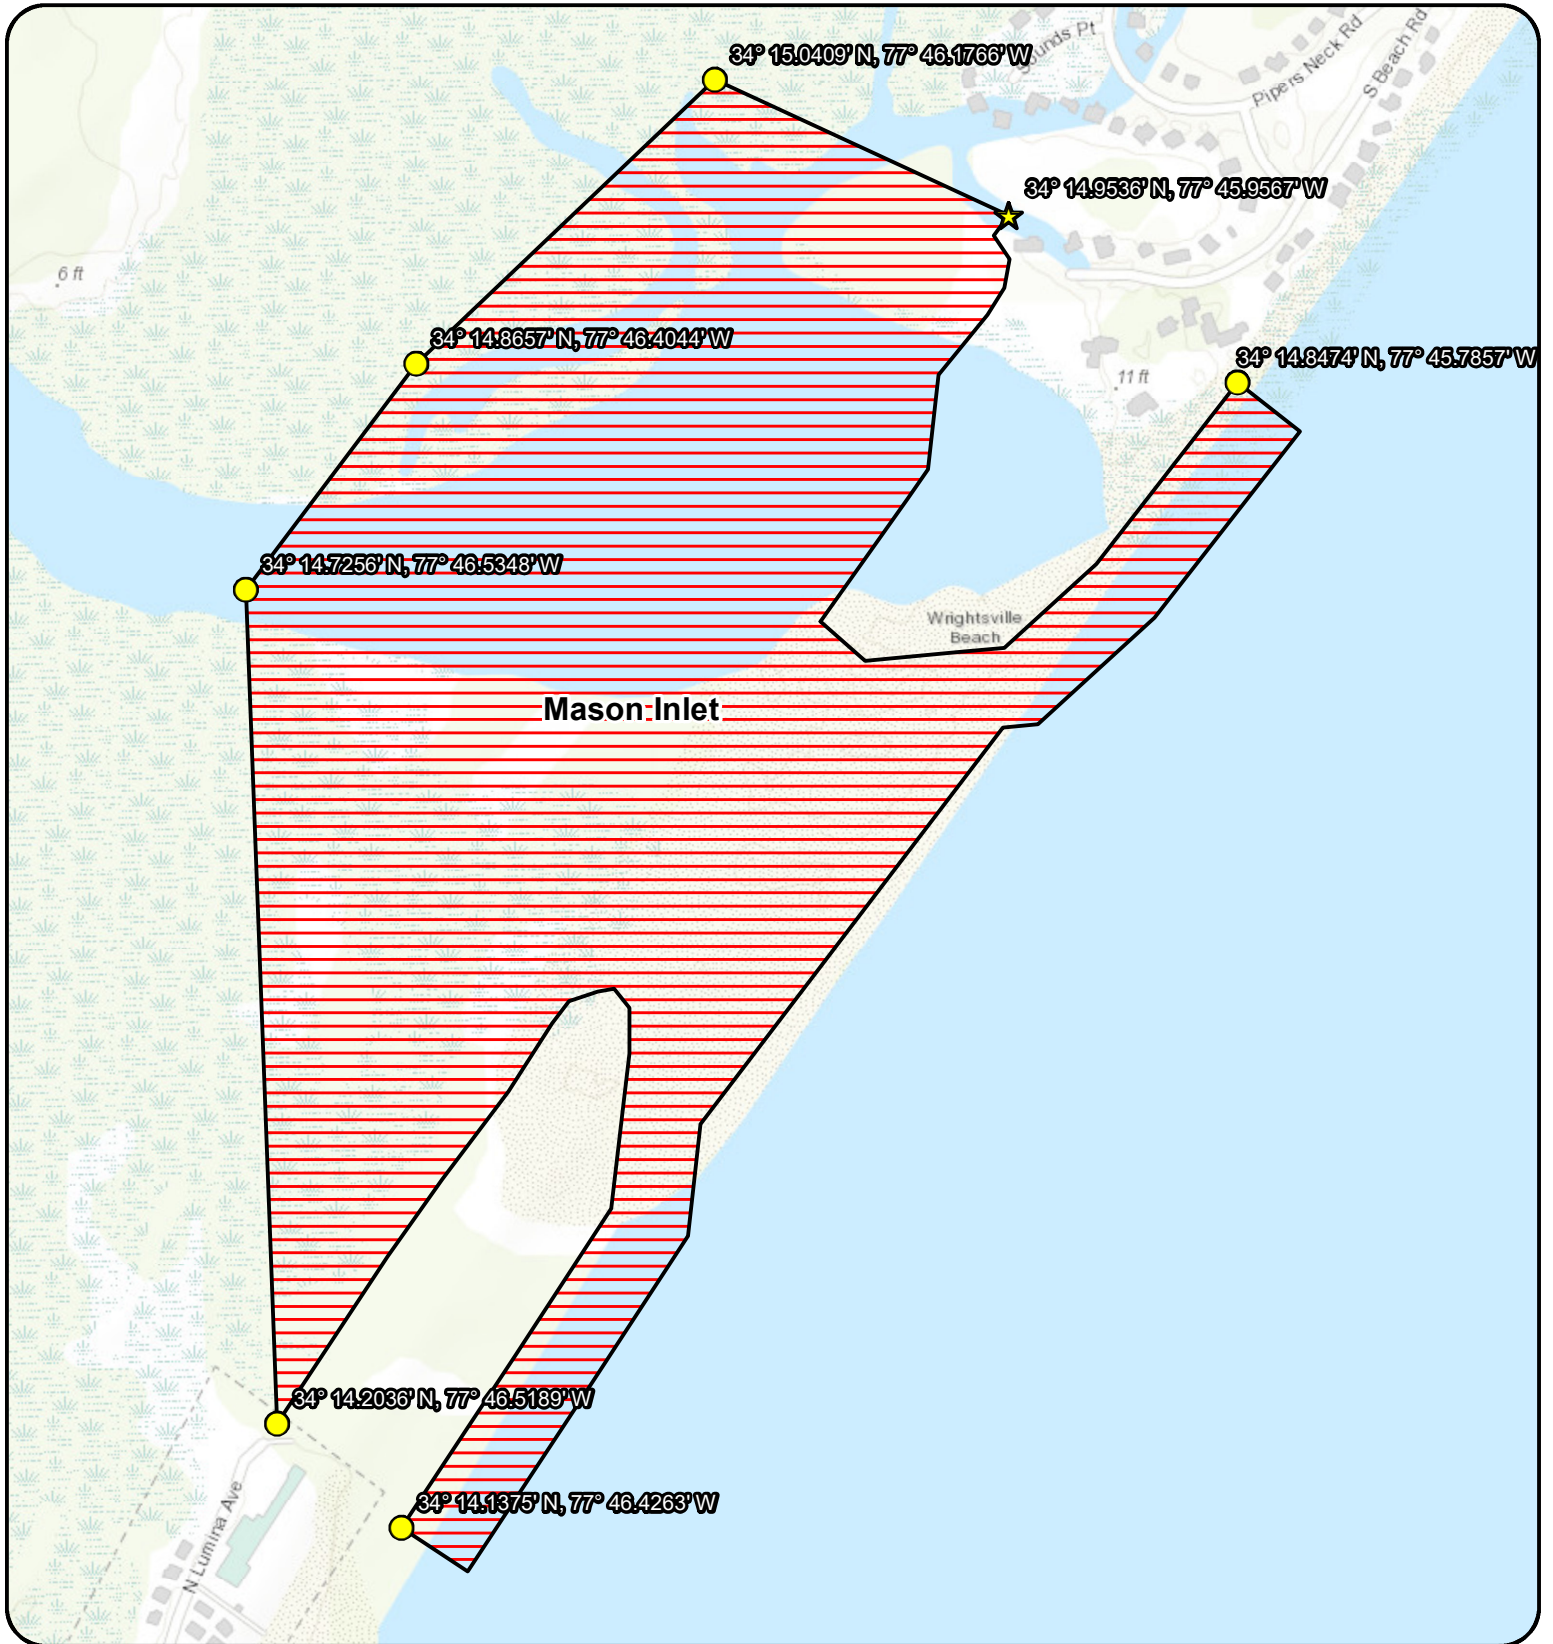 34° 15.0409' N, 77° 46.1766' W
Sounds Pt
Pipers Neck Rd
S Beach Rd
34° 14.9536' N, 77° 45.9567' W
6 ft
34° 14.8657' N, 77° 46.4044' W
34° 14.8474' N, 77° 45.7857' W
11 ft
34° 14.7256' N, 77° 46.5348' W
Wrightsville
Beach
Mason Inlet
34° 14.2036' N, 77° 46.5189' W
34° 14.1375' N, 77° 46.4263' W
N Lumina Ave